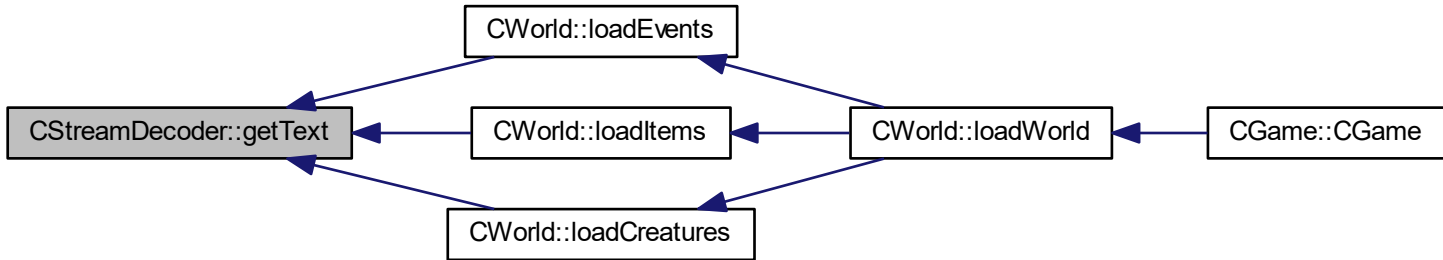 CWorld::loadEvents
CStreamDecoder::getText
CWorld::loadItems
CWorld::loadWorld
CGame::CGame
CWorld::loadCreatures